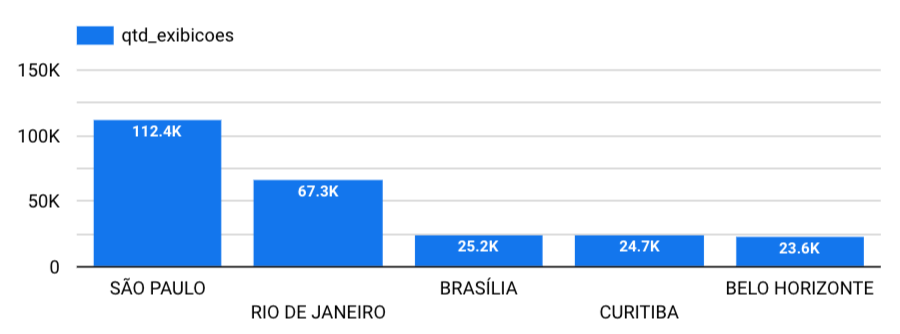 qtd_exibicoes
150K
100K
50K
0
112.4K
67.3K
25.2K
24.7K
23.6K
SÃO PAULO
RIO DE JANEIRO
BRASÍLIA
CURITIBA
BELO HORIZONTE